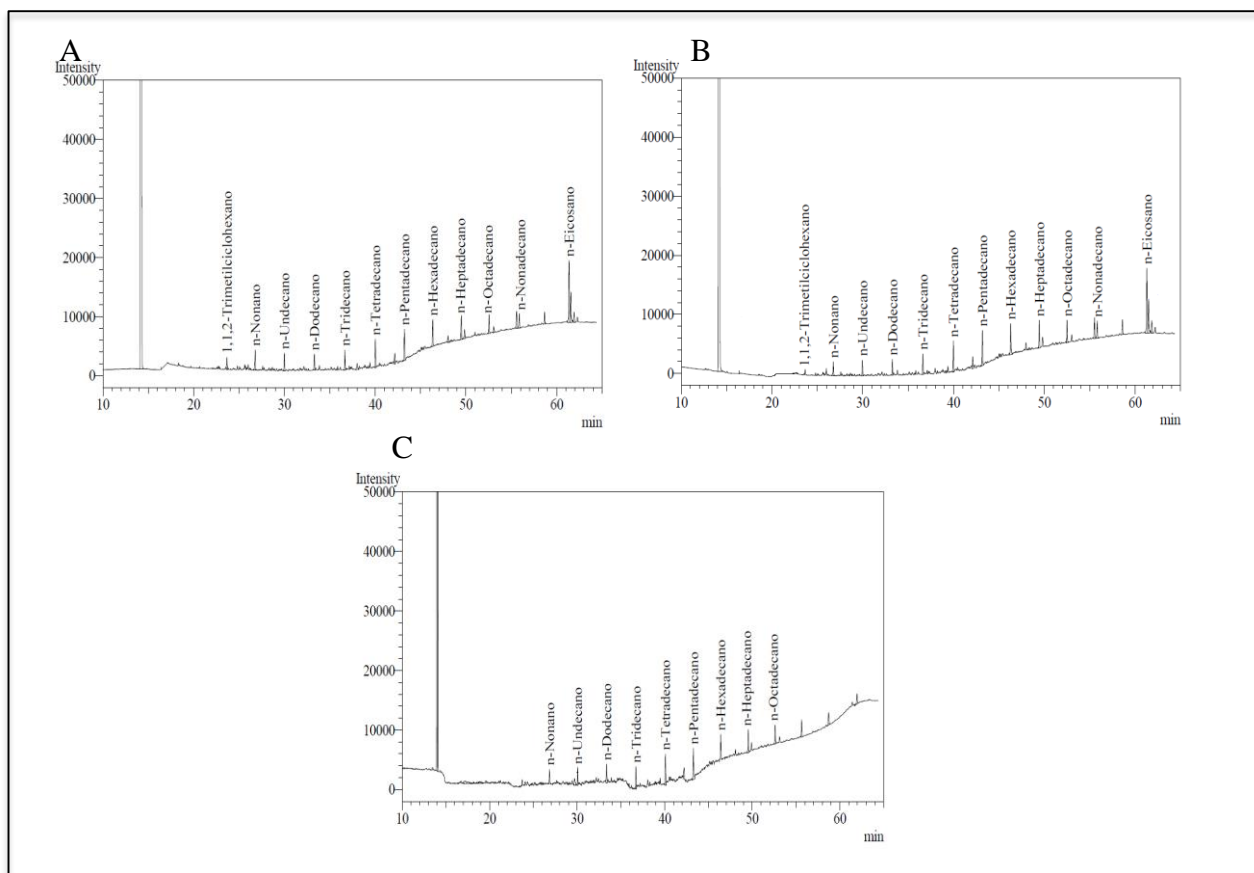 A
Intensity
50000
40000
30000
20000
10000
0
1,1,2-Trimetilciclohexano
n-Nonano
n-Undecano
n-Dodecano
n-Tridecano
n-Tetradecano
n-Pentadecano
n-Hexadecano
n-Heptadecano
n-Octadecano
n-Nonadecano
n-Eicosano
10 20 30 40 50 60
min
B
Intensity
50000
40000
30000
20000
10000
0
1,1,2-Trimetilciclohexano
n-Nonano
n-Undecano
n-Dodecano
n-Tridecano
n-Tetradecano
n-Pentadecano
n-Hexadecano
n-Heptadecano
n-Octadecano
n-Nonadecano
n-Eicosano
10 20 30 40 50 60
min
C
Intensity
50000
40000
30000
20000
10000
0
n-Nonano
n-Undecano
n-Dodecano
n-Tridecano
n-Tetradecano
n-Pentadecano
n-Hexadecano
n-Heptadecano
n-Octadecano
10 20 30 40 50 60
min